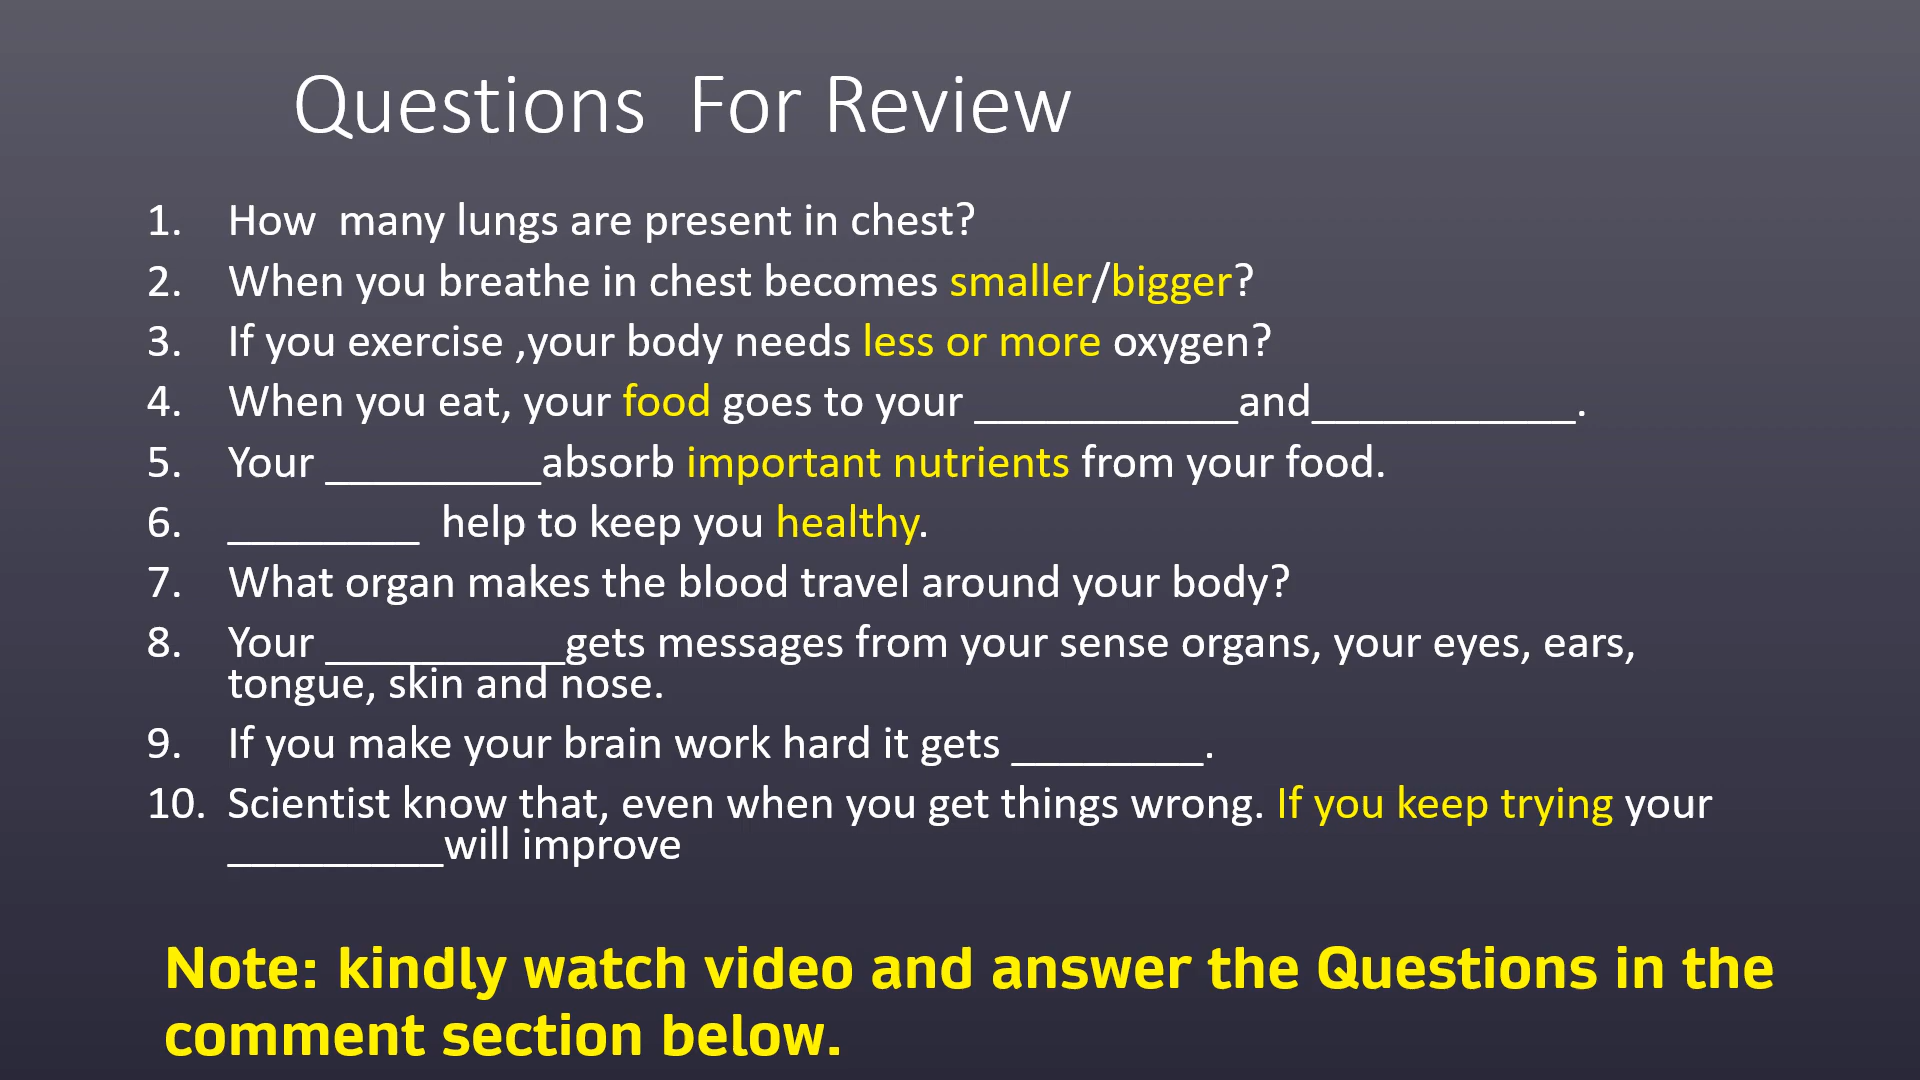 Questions  For Review
1. How  many lungs are present in chest?
2. When you breathe in chest becomes smaller/bigger?
3. If you exercise ,your body needs less or more oxygen?
4. When you eat, your food goes to your ___________and___________.
5. Your _________absorb important nutrients from your food.
6. ________  help to keep you healthy.
7. What organ makes the blood travel around your body?
8. Your __________gets messages from your sense organs, your eyes, ears,
tongue, skin and nose.
9. If you make your brain work hard it gets ________.
10. Scientist know that, even when you get things wrong. If you keep trying your
_________will improve
Note: kindly watch video and answer the Questions in the
comment section below.